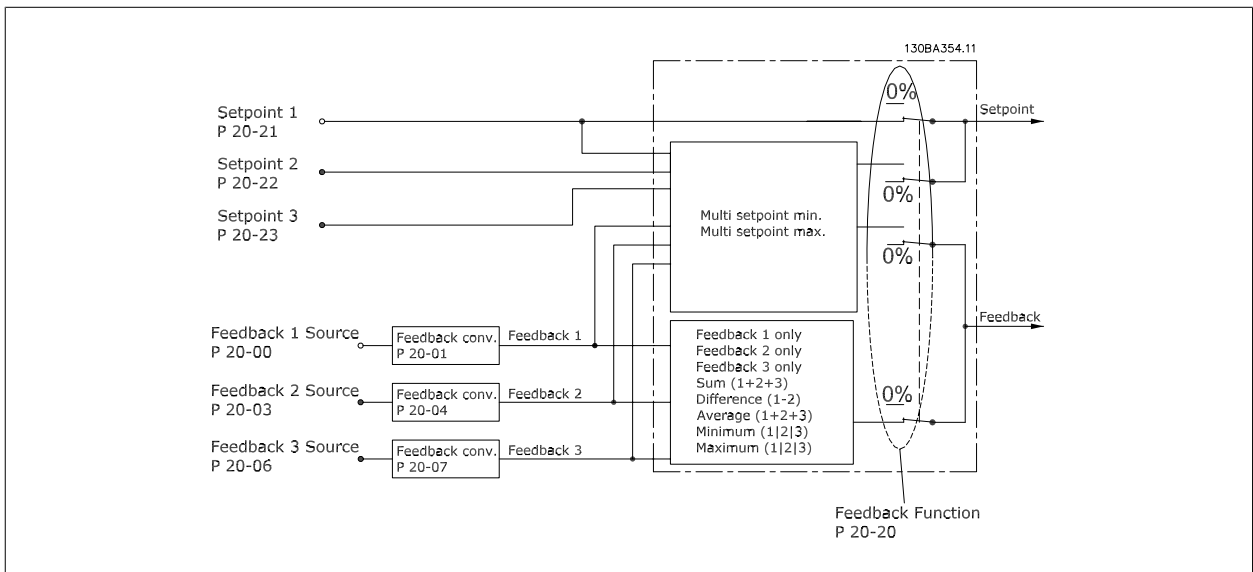 130BA354.11
0%
Setpoint
Setpoint 1
P 20-21
Setpoint 2
P 20-22
0%
Setpoint 3
P 20-23
Multi setpoint min.
Multi setpoint max.
0%
Feedback
Feedback 1 Source
P 20-00
Feedback conv.
P 20-01
Feedback 1
Feedback 2 Source
P 20-03
Feedback conv.
P 20-04
Feedback 2
Feedback 3 Source
P 20-06
Feedback conv.
P 20-07
Feedback 3
Feedback 1 only
Feedback 2 only
Feedback 3 only
Sum (1+2+3)
Difference (1-2)
Average (1+2+3)
Minimum (1|2|3)
Maximum (1|2|3)
0%
Feedback Function
P 20-20